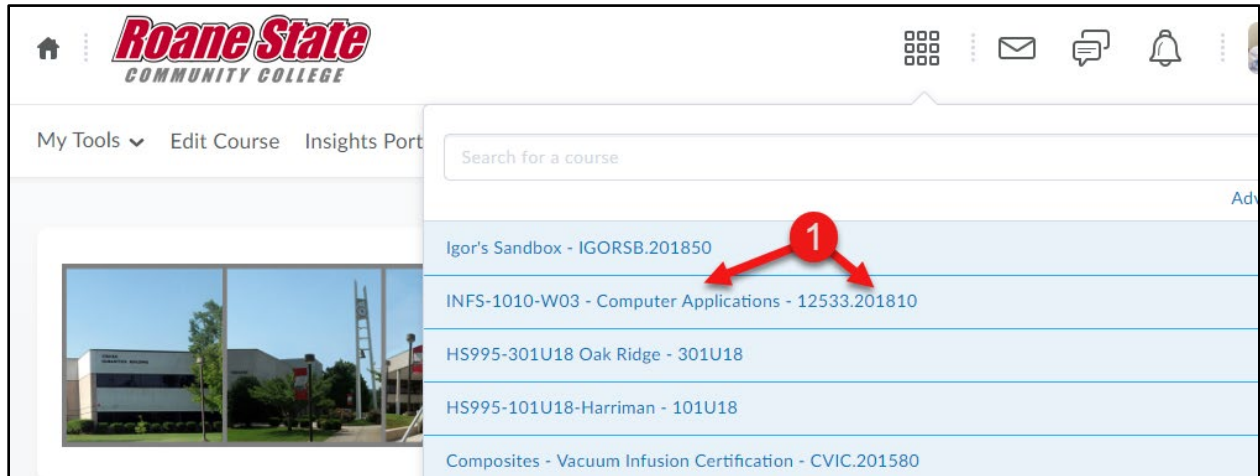 Roane State
COMMUNITY COLLEGE
My Tools Edit Course Insights Port
Search for a course
Adv
Igor's Sandbox - IGORSB.201850
1
INFS-1010-W03 - Computer Applications - 12533.201810
HS995-301U18 Oak Ridge - 301U18
HS995-101U18-Harriman - 101U18
Composites - Vacuum Infusion Certification - CVIC.201580